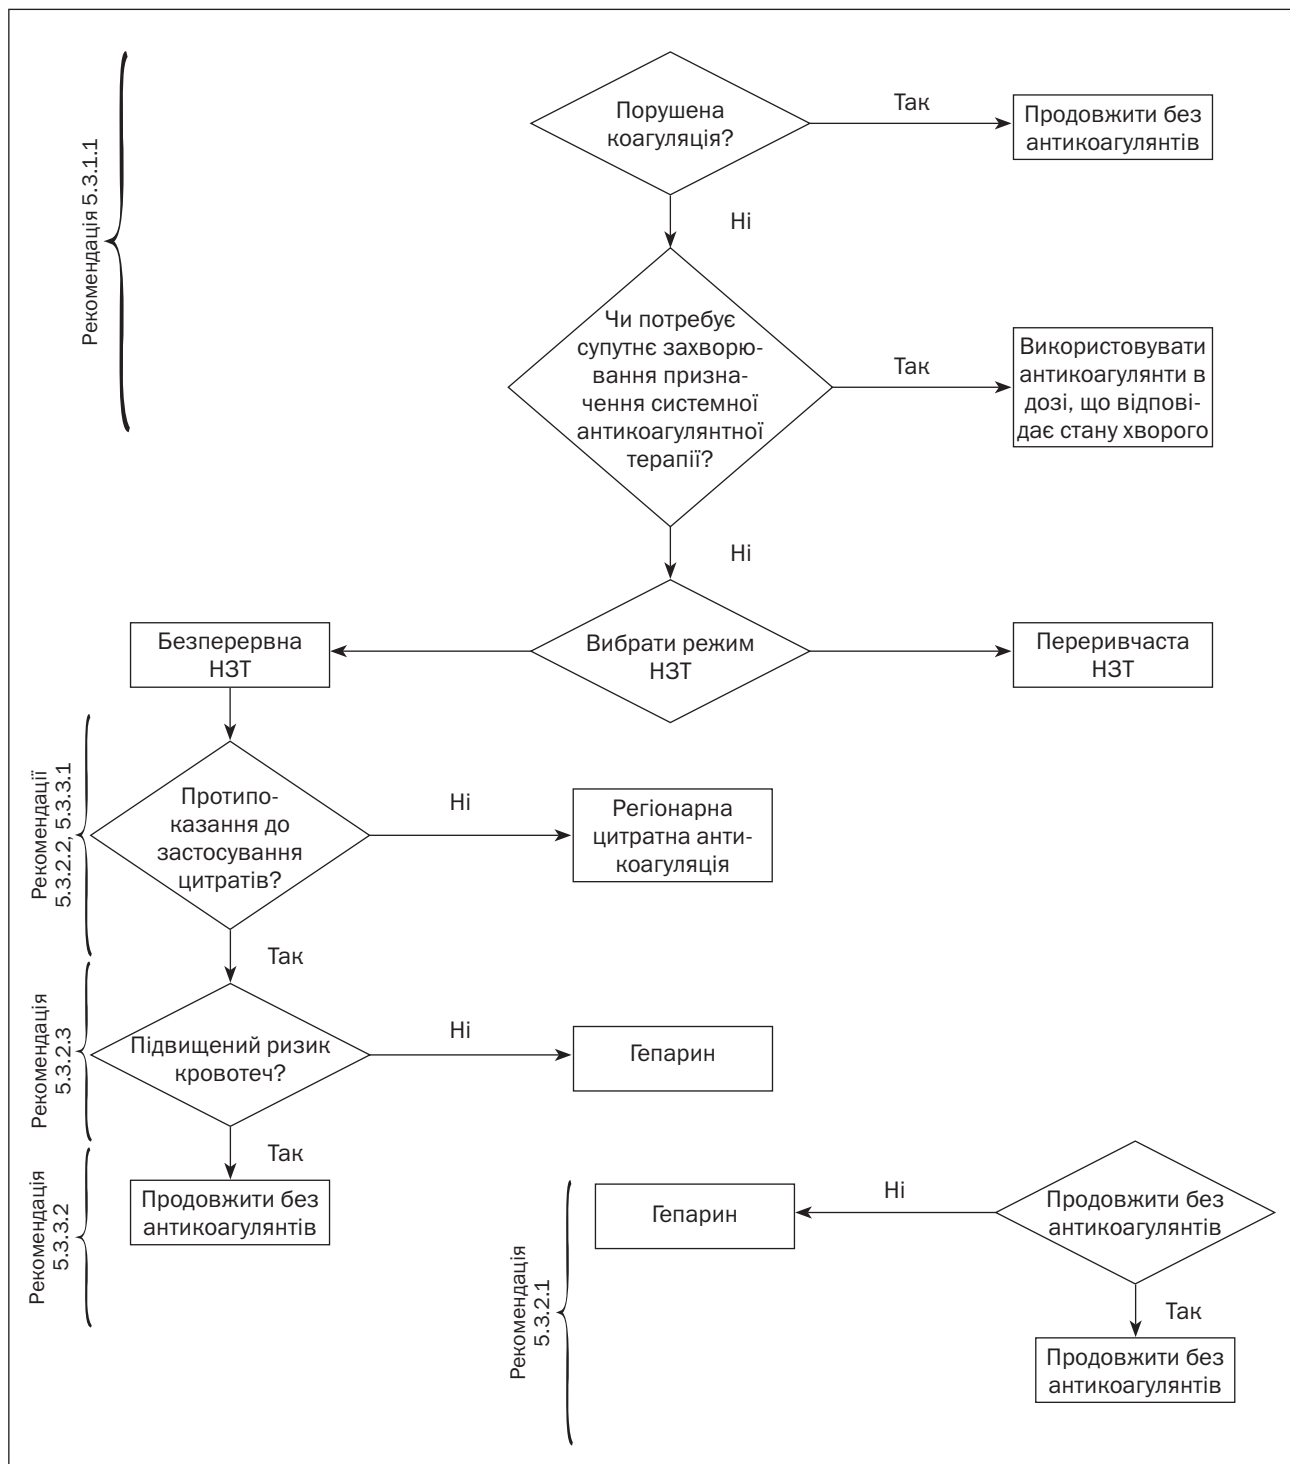 Рекомендація 5.3.1.1
Порушена
коагуляція?
Так
Продовжити без
антикоагулянтів
Ні
Чи потребує
супутнє захворю-
вання призна-
чення системної
антикоагулянтної
терапії?
Так
Використовувати
антикоагулянти в
дозі, що відпові-
дає стану хворого
Ні
Безперервна
НЗТ
Вибрати режим
НЗТ
Переривчаста
НЗТ
Рекомендації
5.3.2.2, 5.3.3.1
Протипо-
казання до
застосування
цитратів?
Ні
Регіонарна
цитратна анти-
коагуляція
Так
Рекомендація
5.3.2.3
Підвищений ризик
кровотеч?
Ні
Гепарин
Так
Рекомендація
5.3.3.2
Продовжити без
антикоагулянтів
Рекомендація
5.3.2.1
Гепарин
Ні
Продовжити без
антикоагулянтів
Так
Продовжити без
антикоагулянтів